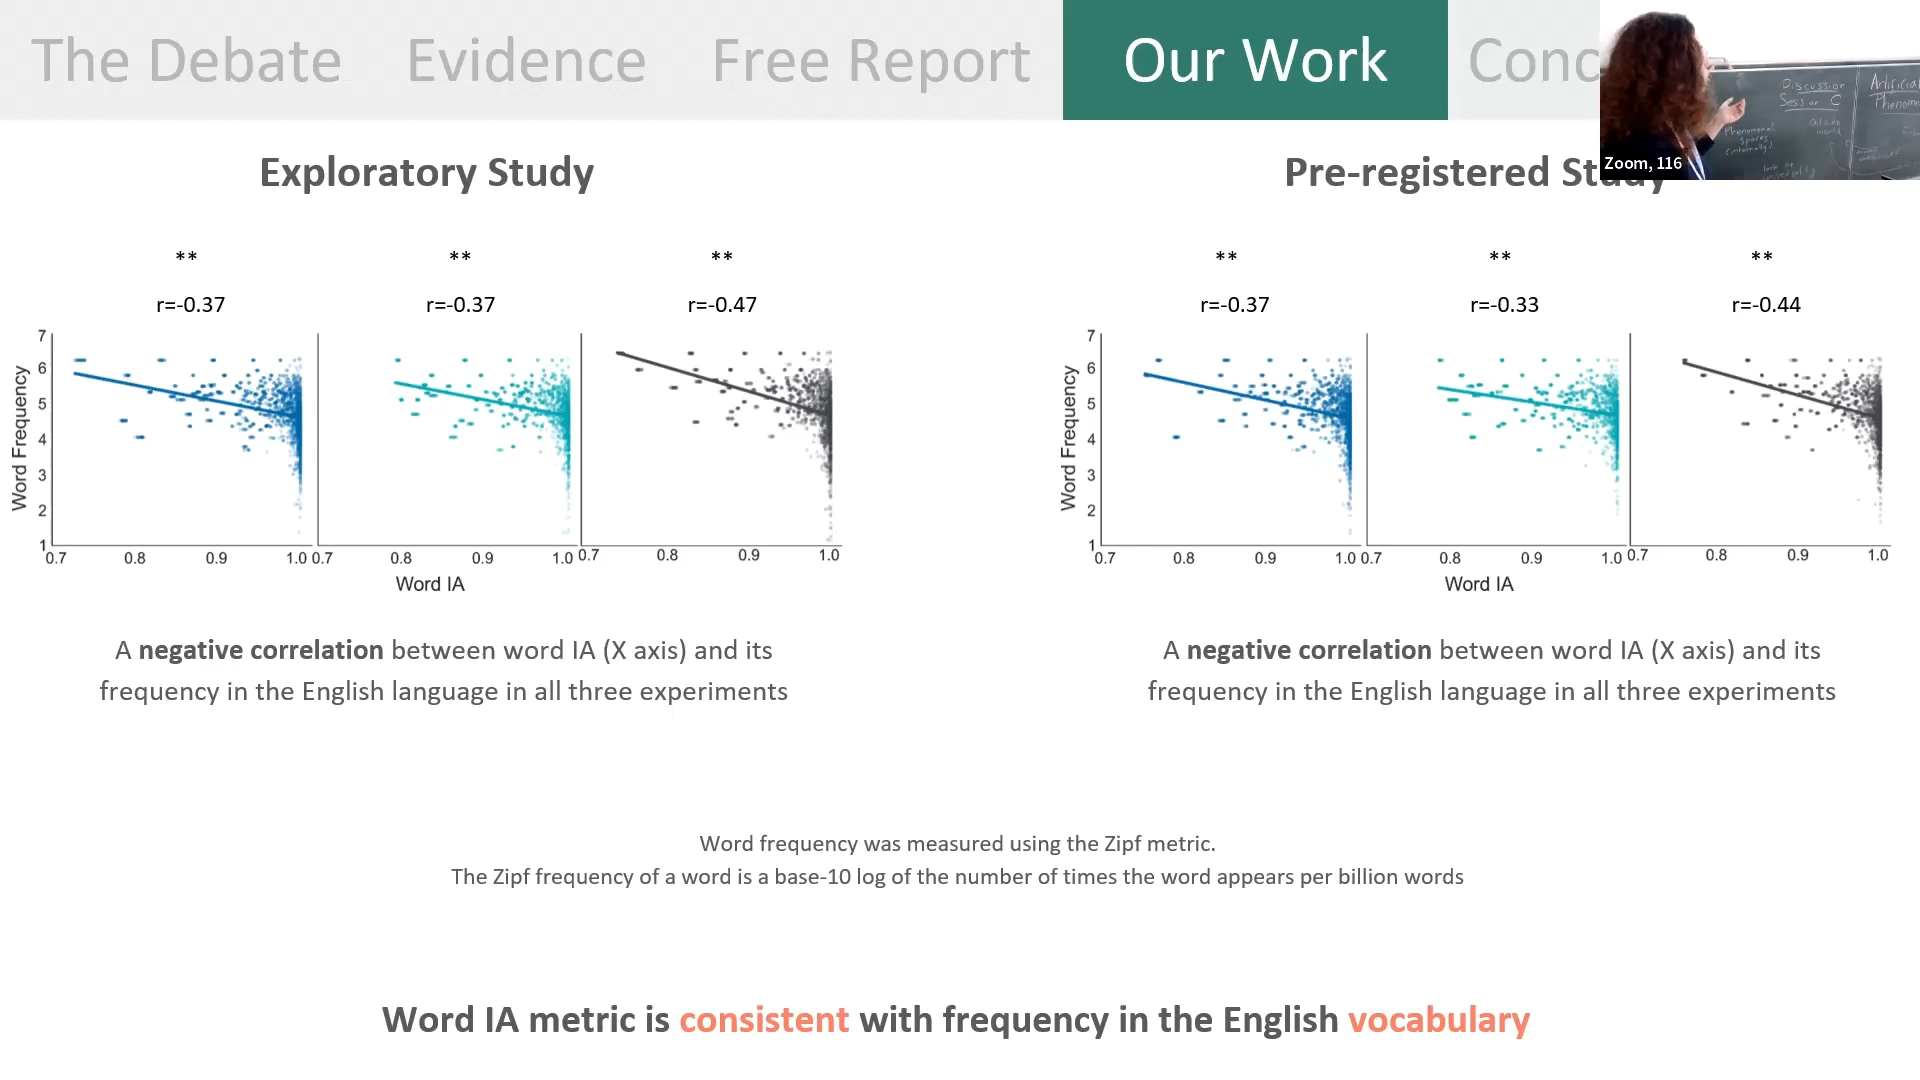 The Debate Evidence Free Report Our Work Conc
Discussion
Session C
Artificial
Phenomenal
spaces
(internally)
Outside
world
Zoom, 116
Exploratory Study
Pre-registered Study
** ** **
r=-0.37 r=-0.37 r=-0.47
** ** **
r=-0.37 r=-0.33 r=-0.44
Word Frequency
7
6
5
4
3
2
1
0.7 0.8 0.9 1.0 0.7 0.8 0.9 1.0 0.7 0.8 0.9 1.0
Word IA
Word Frequency
7
6
5
4
3
2
1
0.7 0.8 0.9 1.0 0.7 0.8 0.9 1.0 0.7 0.8 0.9 1.0
Word IA
A negative correlation between word IA (X axis) and its
frequency in the English language in all three experiments
A negative correlation between word IA (X axis) and its
frequency in the English language in all three experiments
Word frequency was measured using the Zipf metric.
The Zipf frequency of a word is a base-10 log of the number of times the word appears per billion words
Word IA metric is consistent with frequency in the English vocabulary